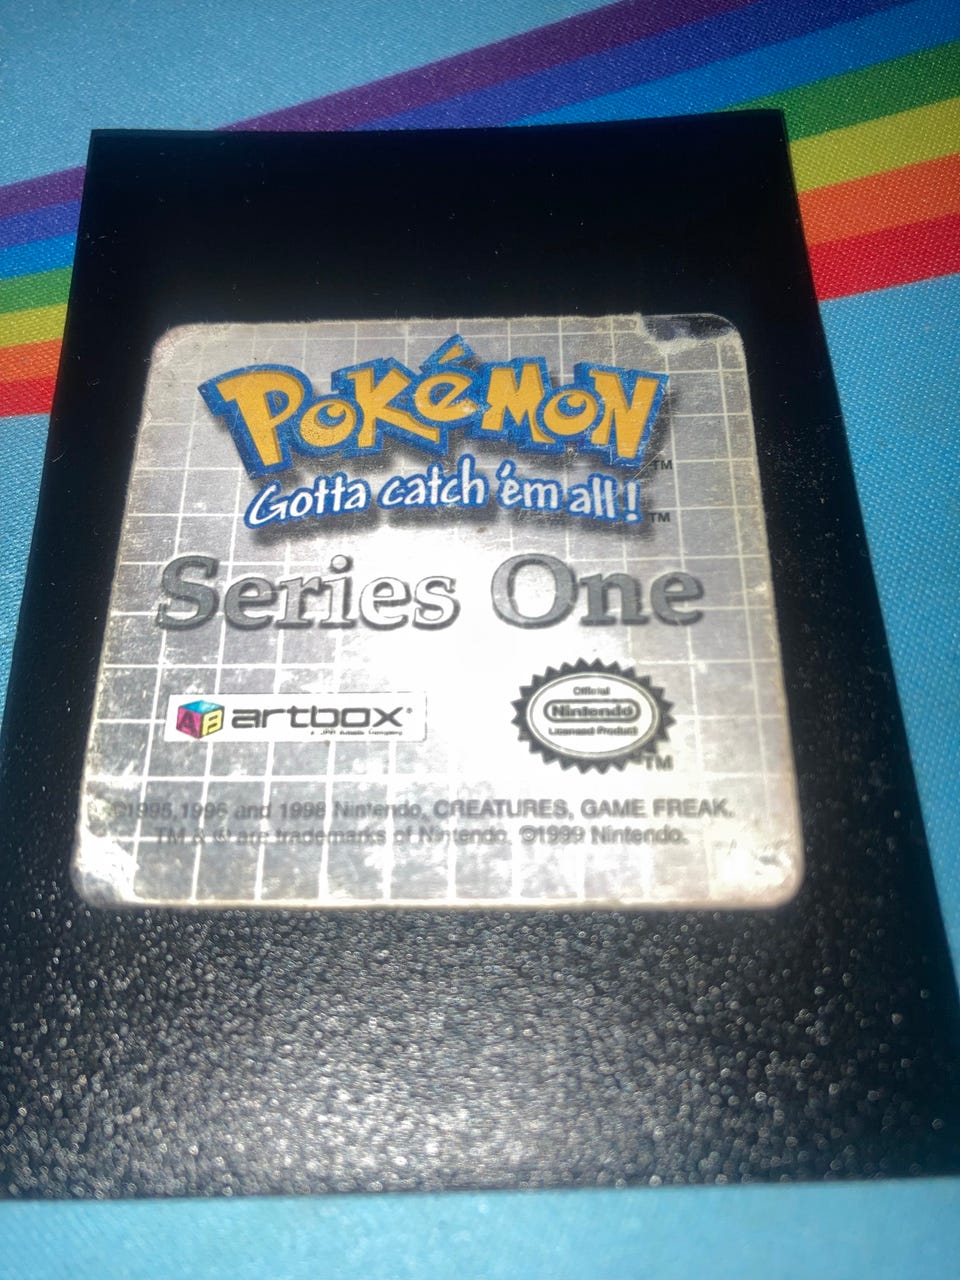 POKéMON
TM
Gotta catch 'em all!
TM
Series One
AB artbox
Official
Nintendo
Licensed Product
TM
©1995, 1996 and 1998 Nintendo, CREATURES, GAME FREAK.
TM & ® are trademarks of Nintendo. ©1999 Nintendo.